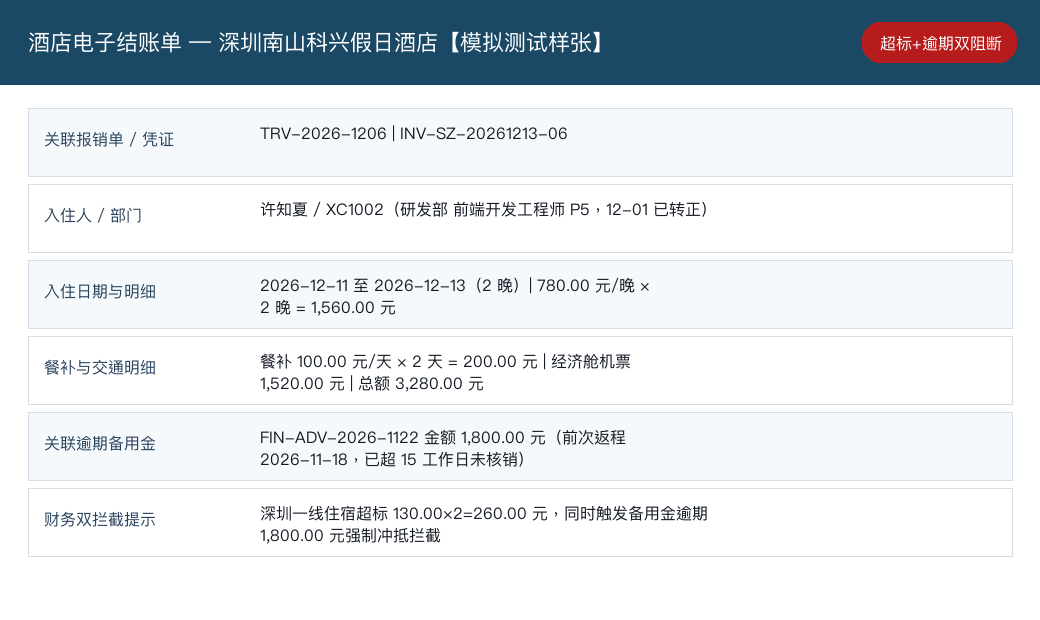 酒店电子结账单 — 深圳南山科兴假日酒店【模拟测试样张】
超标+逾期双阻断
关联报销单 / 凭证
TRV-2026-1206 | INV-SZ-20261213-06
入住人 / 部门
许知夏 / XC1002（研发部 前端开发工程师 P5，12-01 已转正）
入住日期与明细
2026-12-11 至 2026-12-13（2 晚）| 780.00 元/晚 ×
2 晚 = 1,560.00 元
餐补与交通明细
餐补 100.00 元/天 × 2 天 = 200.00 元 | 经济舱机票
1,520.00 元 | 总额 3,280.00 元
关联逾期备用金
FIN-ADV-2026-1122 金额 1,800.00 元（前次返程
2026-11-18，已超 15 工作日未核销）
财务双拦截提示
深圳一线住宿超标 130.00×2=260.00 元，同时触发备用金逾期
1,800.00 元强制冲抵拦截